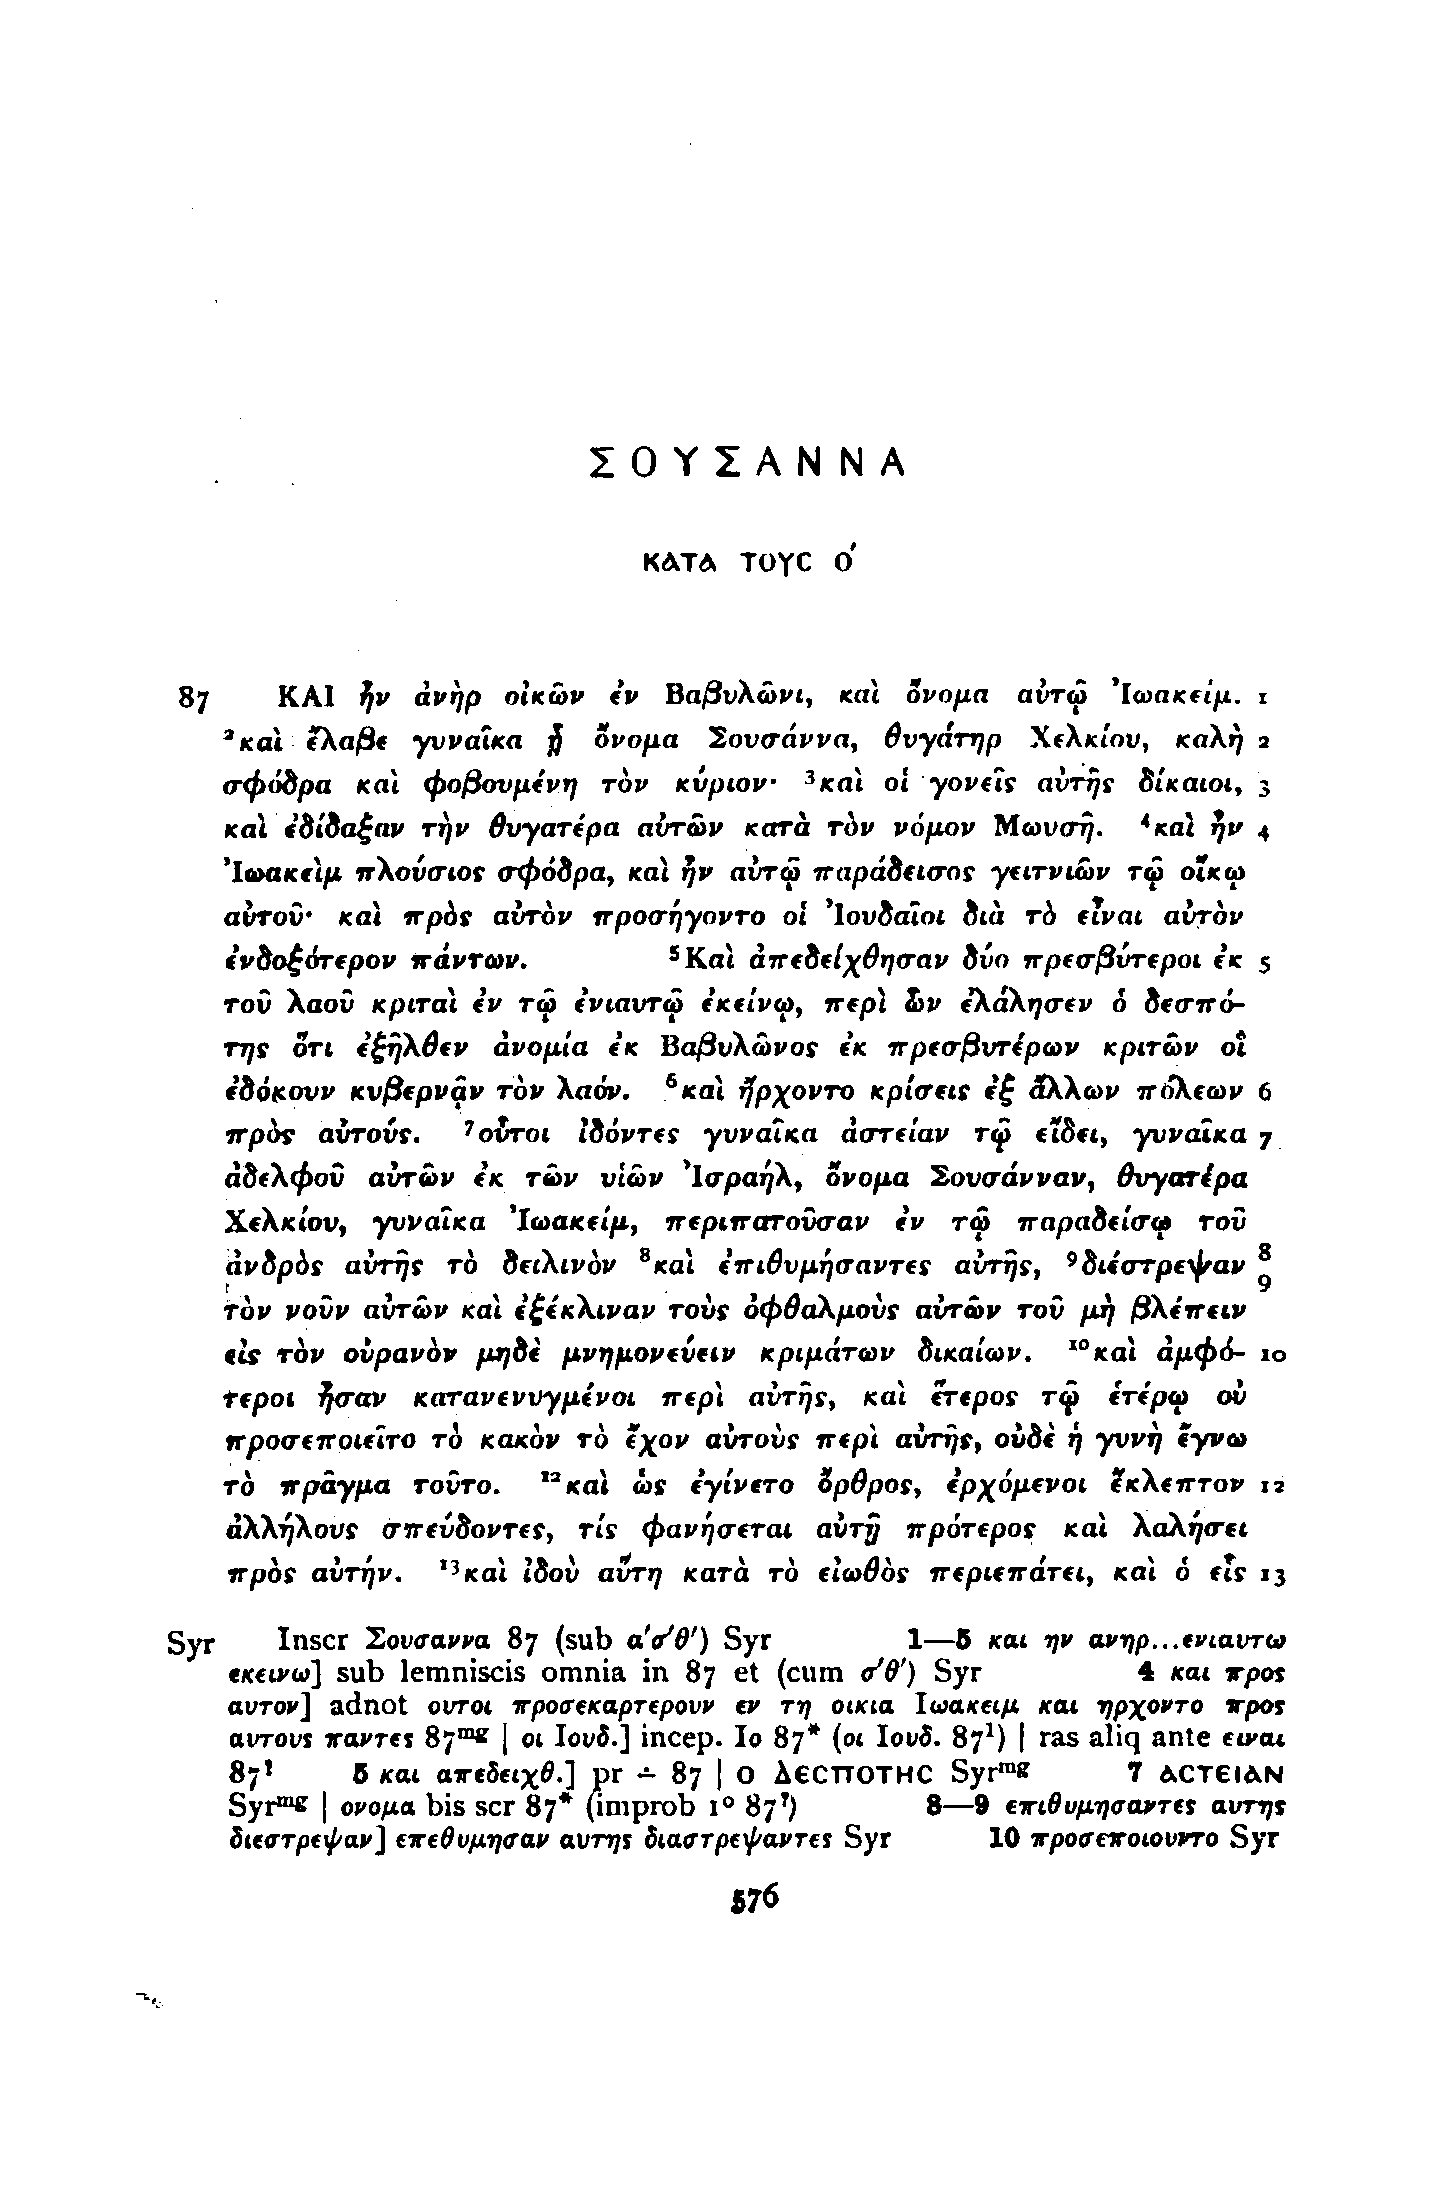 ΣΟΥΣΑΝΝΑ
ΚΑΤΑ ΤΟΥC Ο´
87 ΚΑΙ ἦν ἀνὴρ οἰκῶν ἐν Βαβυλῶνι, καὶ ὄνομα αὐτῷ Ἰωακείμ. 1
²καὶ ἔλαβε γυναῖκα ᾗ ὄνομα Σουσάννα, θυγάτηρ Χελκίου, καλὴ 2
σφόδρα καὶ φοβουμένη τὸν κύριον· ³καὶ οἱ γονεῖς αὐτῆς δίκαιοι, 3
καὶ ἐδίδαξαν τὴν θυγατέρα αὐτῶν κατὰ τὸν νόμον Μωυσῆ. ⁴καὶ ἦν 4
Ἰωακεὶμ πλούσιος σφόδρα, καὶ ἦν αὐτῷ παράδεισος γειτνιῶν τῷ οἴκῳ
αὐτοῦ· καὶ πρὸς αὐτὸν προσήγοντο οἱ Ἰουδαῖοι διὰ τὸ εἶναι αὐτὸν
ἐνδοξότερον πάντων. ⁵Καὶ ἀπεδείχθησαν δύο πρεσβύτεροι ἐκ 5
τοῦ λαοῦ κριταὶ ἐν τῷ ἐνιαυτῷ ἐκείνῳ, περὶ ὧν ἐλάλησεν ὁ δεσπό-
της ὅτι ἐξῆλθεν ἀνομία ἐκ Βαβυλῶνος ἐκ πρεσβυτέρων κριτῶν οἳ
ἐδόκουν κυβερνᾷν τὸν λαόν. ⁶καὶ ἤρχοντο κρίσεις ἐξ ἄλλων πόλεων 6
πρὸς αὐτούς. ⁷οὗτοι ἰδόντες γυναῖκα ἀστείαν τῷ εἴδει, γυναῖκα 7
ἀδελφοῦ αὐτῶν ἐκ τῶν υἱῶν Ἰσραήλ, ὄνομα Σουσάνναν, θυγατέρα
Χελκίου, γυναῖκα Ἰωακείμ, περιπατοῦσαν ἐν τῷ παραδείσῳ τοῦ
ἀνδρὸς αὐτῆς τὸ δειλινὸν ⁸καὶ ἐπιθυμήσαντες αὐτῆς, ⁹διέστρεψαν 8 9
τὸν νοῦν αὐτῶν καὶ ἐξέκλιναν τοὺς ὀφθαλμοὺς αὐτῶν τοῦ μὴ βλέπειν
εἰς τὸν οὐρανὸν μηδὲ μνημονεύειν κριμάτων δικαίων. ¹⁰καὶ ἀμφό- 10
τεροι ἦσαν κατανενυγμένοι περὶ αὐτῆς, καὶ ἕτερος τῷ ἑτέρῳ οὐ
προσεποιεῖτο τὸ κακὸν τὸ ἔχον αὐτοὺς περὶ αὐτῆς, οὐδὲ ἡ γυνὴ ἔγνω
τὸ πρᾶγμα τοῦτο. ¹²καὶ ὡς ἐγίνετο ὄρθρος, ἐρχόμενοι ἔκλεπτον 12
ἀλλήλους σπεύδοντες, τίς φανήσεται αὐτῇ πρότερος καὶ λαλήσει
πρὸς αὐτήν. ¹³καὶ ἰδοὺ αὕτη κατὰ τὸ εἰωθὸς περιεπάτει, καὶ ὁ εἷς 13
Syr Inscr Σουσαννα 87 (sub α´σ´θ´) Syr 1—5 και ην ανηρ...ενιαυτω
εκεινω] sub lemniscis omnia in 87 et (cum σ´θ´) Syr 4 και προς
αυτον] adnot ουτοι προσεκαρτερουν εν τη οικια Ιωακειμ και ηρχοντο προς
αυτους παντες 87ᵐᵍ | οι Ιουδ.] incep. Ιο 87* (οι Ιουδ. 87¹) | ras aliq ante ειναι
87ˀ 5 και απεδειχθ.] pr ÷ 87 | Ο ΔΕCΠΟΤΗC Syrᵐᵍ 7 ΑCΤΕΙΑΝ
Syrᵐᵍ | ονομα bis scr 87* (improb 1° 87ˀ) 8—9 επιθυμησαντες αυτης
διεστρεψαν] επεθυμησαν αυτης διαστρεψαντες Syr 10 προσεποιουντο Syr
576